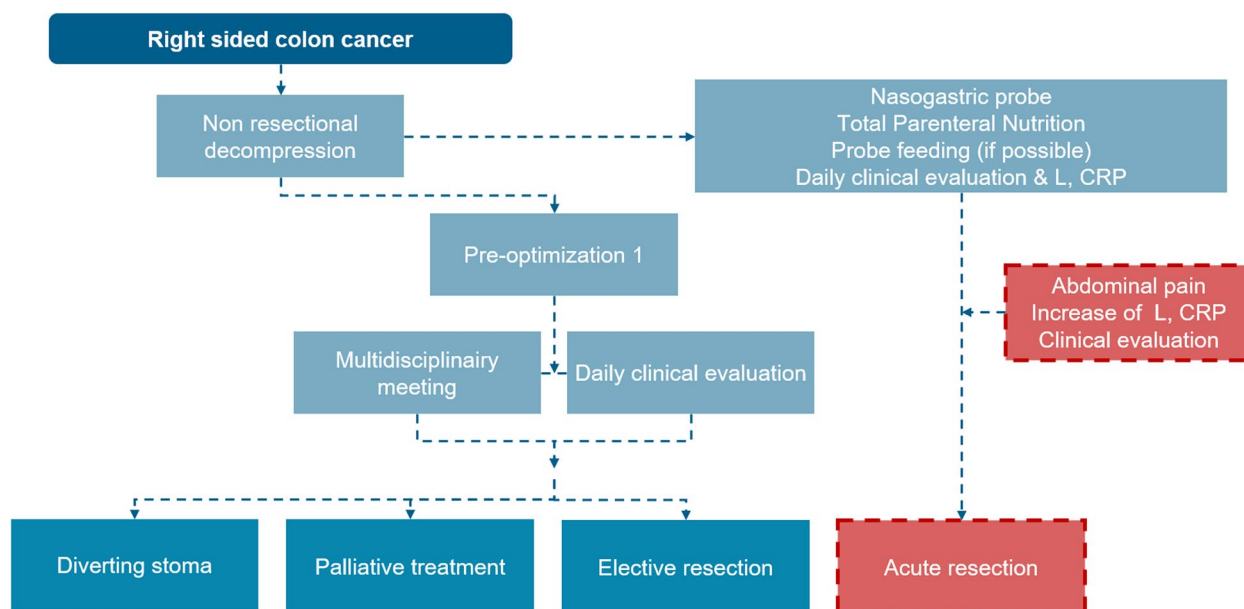 Right sided colon cancer
Non resectional
decompression
Nasogastric probe
Total Parenteral Nutrition
Probe feeding (if possible)
Daily clinical evaluation & L, CRP
Pre-optimization 1
Abdominal pain
Increase of L, CRP
Clinical evaluation
Multidisciplinairy
meeting
Daily clinical evaluation
Diverting stoma
Palliative treatment
Elective resection
Acute resection